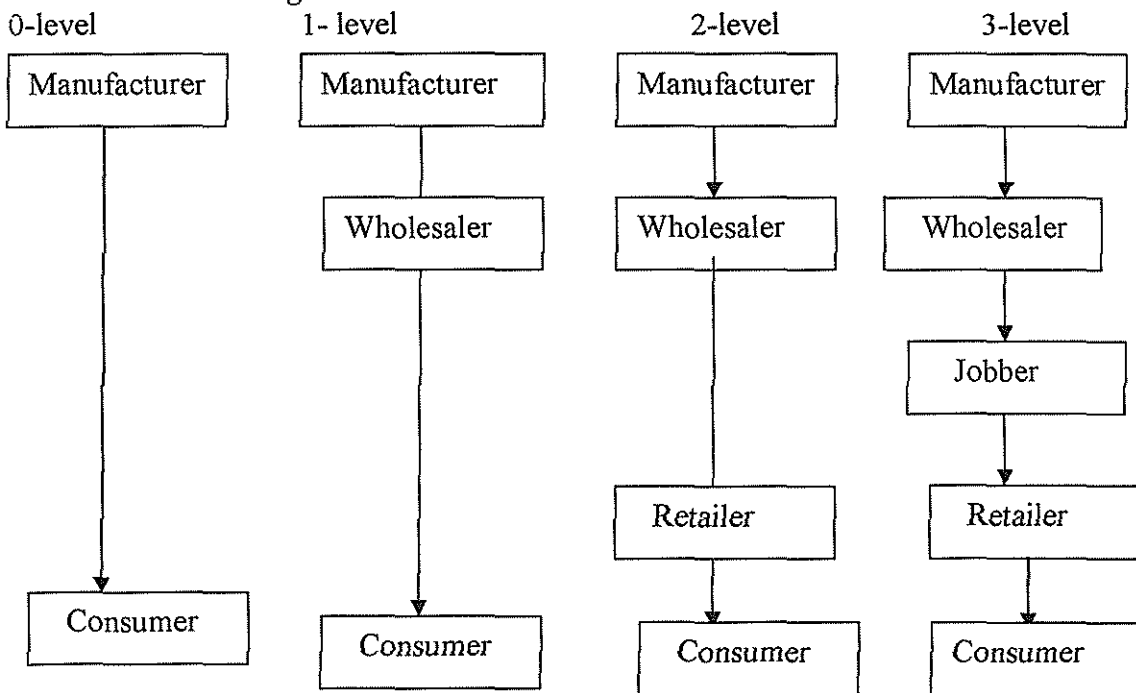 0-level 1- level 2-level 3-level
Manufacturer Manufacturer Manufacturer Manufacturer
Wholesaler Wholesaler Wholesaler
Jobber
Retailer Retailer
Consumer Consumer Consumer Consumer